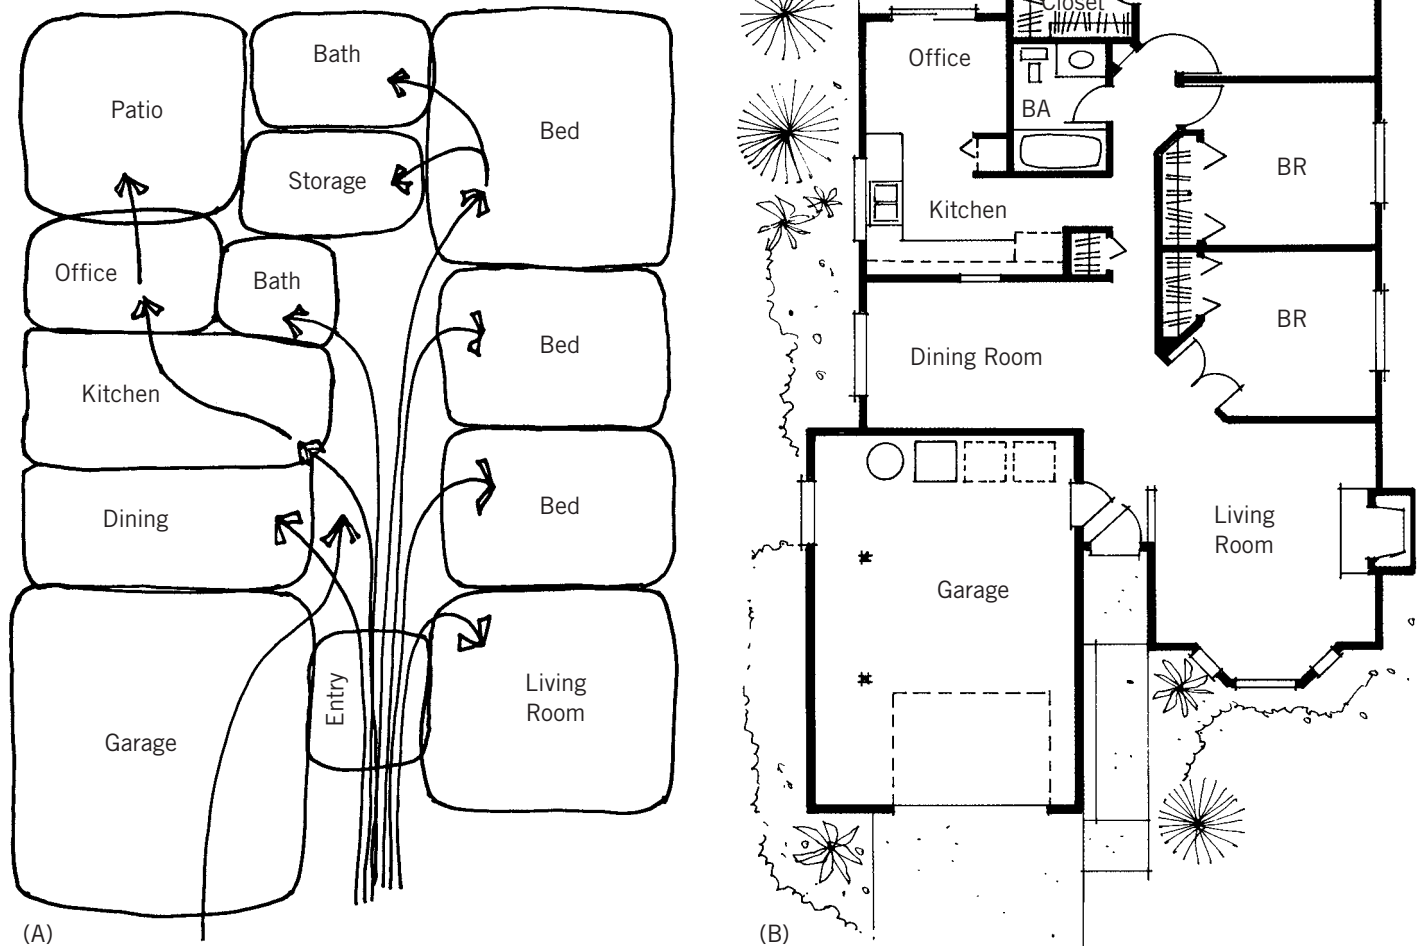 Patio
Bath
Bed
Storage
Office
Bath
Bed
Kitchen
Dining
Bed
Entry
Living
Room
Garage
(A)
Closet
Office
BA
BR
Kitchen
BR
Dining Room
Living
Room
Garage
(B)